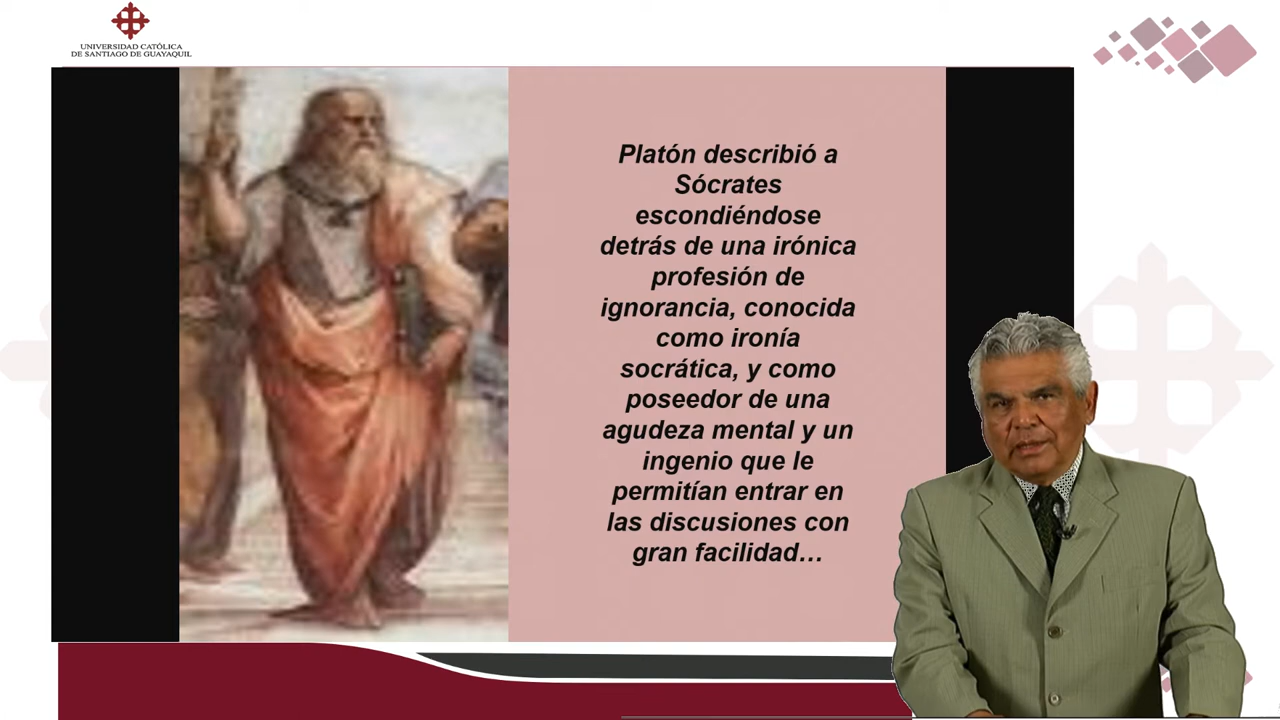 UNIVERSIDAD CATÓLICA
DE SANTIAGO DE GUAYAQUIL
Platón describió a
Sócrates
escondiéndose
detrás de una irónica
profesión de
ignorancia, conocida
como ironía
socrática, y como
poseedor de una
agudeza mental y un
ingenio que le
permitían entrar en
las discusiones con
gran facilidad…